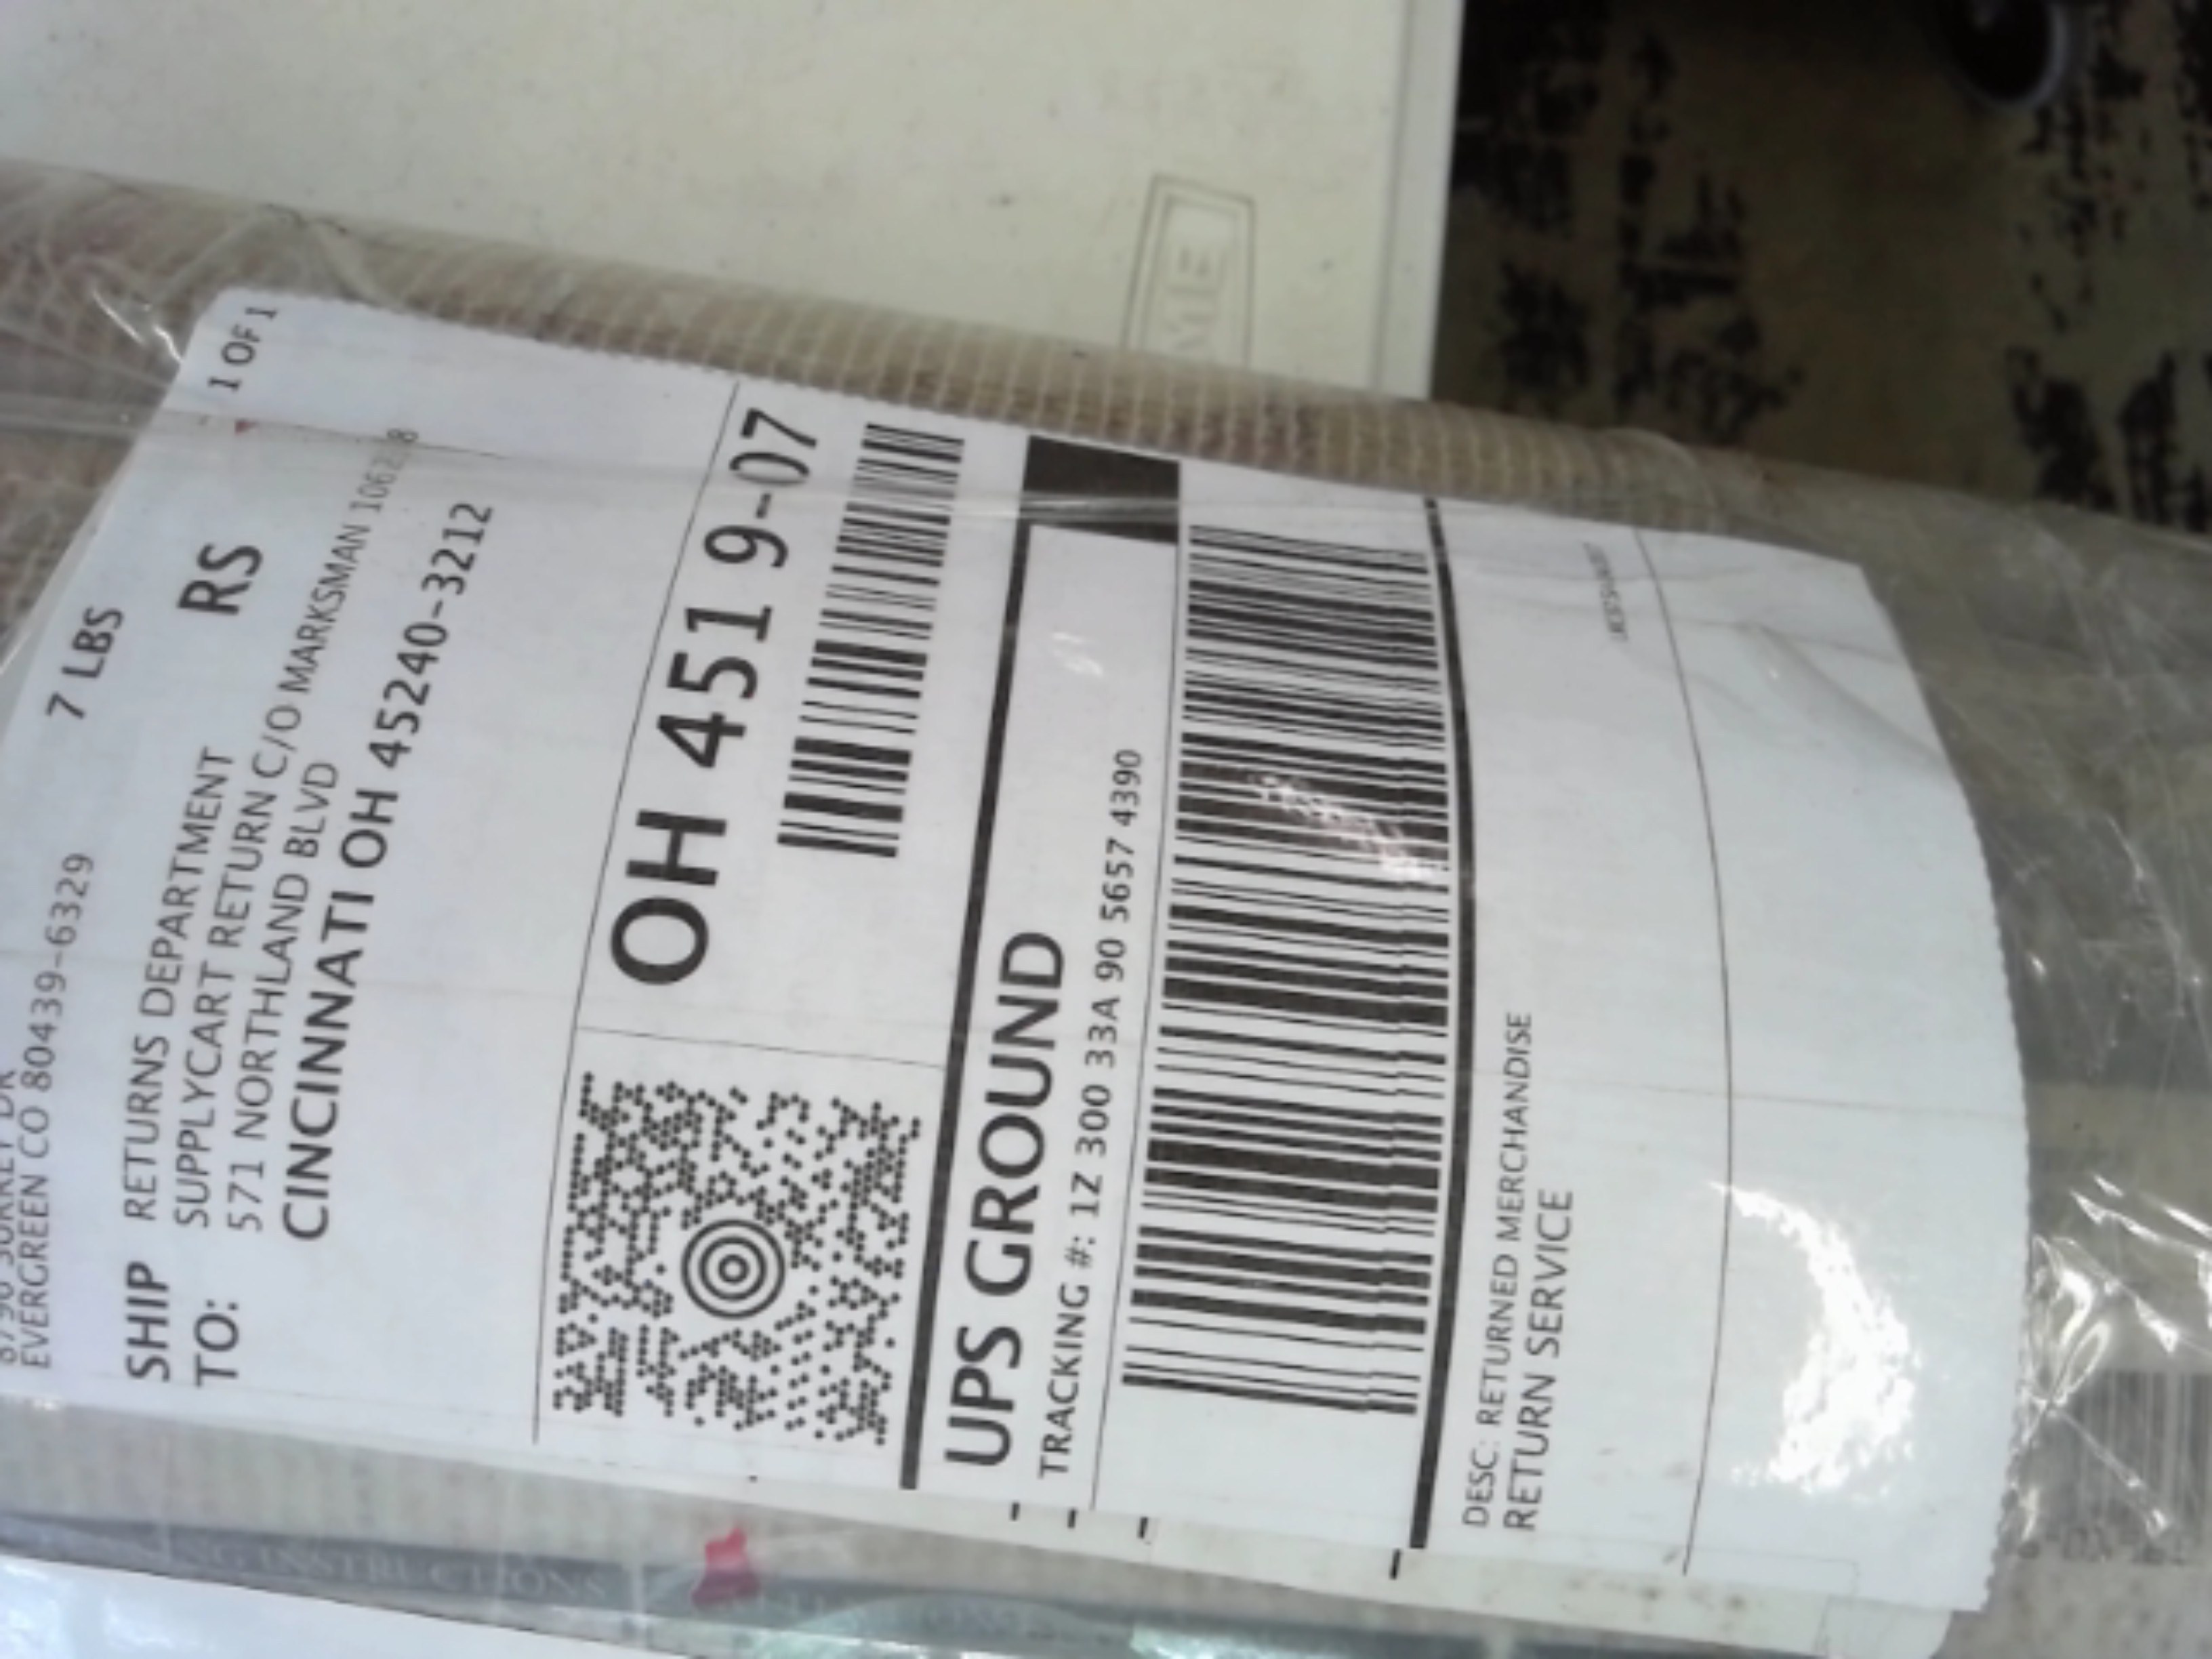 EVERGREEN CO 80439-6329
7 LBS
1 OF 1
SHIP TO:
RETURNS DEPARTMENT
RS
SUPPLYCART RETURN C/O MARKSMAN
571 NORTHLAND BLVD
CINCINNATI OH 45240-3212
OH 451 9-07
UPS GROUND
TRACKING #: 1Z 300 33A 90 5657 4390
DESC: RETURNED MERCHANDISE
RETURN SERVICE
INSTRUCTIONS